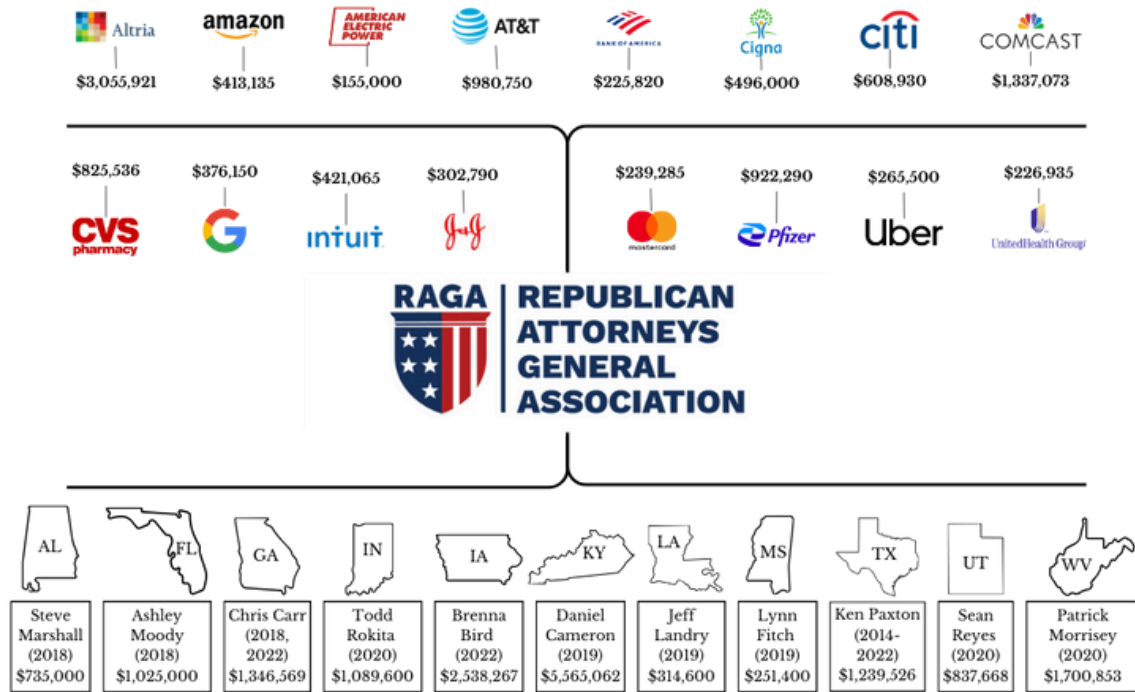 Altria
amazon
AMERICAN
ELECTRIC
POWER
AT&T
BANK OF AMERICA
Cigna
citi
COMCAST
$3,055,921
$413,135
$155,000
$980,750
$225,820
$496,000
$608,930
$1,337,073
$825,536
$376,150
$421,065
$302,790
$239,285
$922,290
$265,500
$226,935
CVS
pharmacy
G
intuit
J&J
mastercard
Pfizer
Uber
UnitedHealth Group
RAGA
REPUBLICAN
ATTORNEYS
GENERAL
ASSOCIATION
AL
FL
GA
IN
IA
KY
LA
MS
TX
UT
WV
Steve
Marshall
(2018)
$735,000
Ashley
Moody
(2018)
$1,025,000
Chris Carr
(2018,
2022)
$1,346,569
Todd
Rokita
(2020)
$1,089,600
Brenna
Bird
(2022)
$2,538,267
Daniel
Cameron
(2019)
$5,565,062
Jeff
Landry
(2019)
$314,600
Lynn
Fitch
(2019)
$251,400
Ken Paxton
(2014-
2022)
$1,239,526
Sean
Reyes
(2020)
$837,668
Patrick
Morrisey
(2020)
$1,700,853